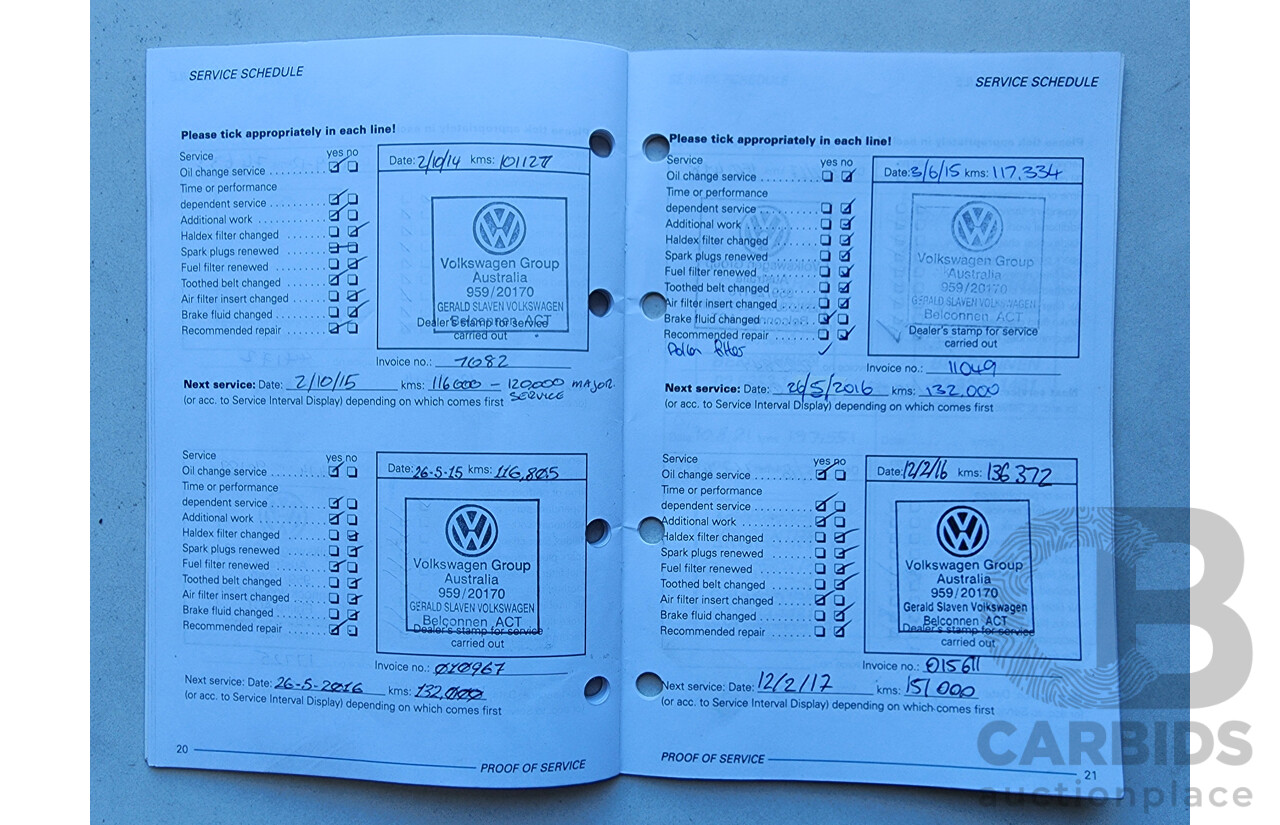 SERVICE SCHEDULE
Please tick appropriately in each line!
Service yes no
Oil change service
Time or performance
dependent service
Additional work
Haldex filter changed
Spark plugs renewed
Fuel filter renewed
Toothed belt changed
Air filter insert changed
Brake fluid changed
Recommended repair
Date: 2/10/14 kms: 101127
Volkswagen Group
Australia
959/20170
GERALD SLAVEN VOLKSWAGEN
Belconnen ACT
Dealer's stamp for service
carried out
Invoice no.: 7082
Next service: Date: 2/10/15 kms: 116000 - 120,000 MAJOR
SERVICE
(or acc. to Service Interval Display) depending on which comes first
Service yes no
Oil change service
Time or performance
dependent service
Additional work
Haldex filter changed
Spark plugs renewed
Fuel filter renewed
Toothed belt changed
Air filter insert changed
Brake fluid changed
Recommended repair
Date: 26-5-15 kms: 116,805
Volkswagen Group
Australia
959/20170
GERALD SLAVEN VOLKSWAGEN
Belconnen ACT
Dealer's stamp for service
carried out
Invoice no.: 010967
Next service: Date: 26-5-2016 kms: 132000
(or acc. to Service Interval Display) depending on which comes first
20
PROOF OF SERVICE
SERVICE SCHEDULE
Please tick appropriately in each line!
Service yes no
Oil change service
Time or performance
dependent service
Additional work
Haldex filter changed
Spark plugs renewed
Fuel filter renewed
Toothed belt changed
Air filter insert changed
Brake fluid changed
Recommended repair
Pollen filter
Date: 3/6/15 kms: 117,334
Volkswagen Group
Australia
959/20170
GERALD SLAVEN VOLKSWAGEN
Belconnen ACT
Dealer's stamp for service
carried out
Invoice no.: 11049
Next service: Date: 26/5/2016 kms: 132,000
(or acc. to Service Interval Display) depending on which comes first
Service yes no
Oil change service
Time or performance
dependent service
Additional work
Haldex filter changed
Spark plugs renewed
Fuel filter renewed
Toothed belt changed
Air filter insert changed
Brake fluid changed
Recommended repair
Date: 12/2/16 kms: 136372
Volkswagen Group
Australia
959/20170
Gerald Slaven Volkswagen
Belconnen ACT
Dealer's stamp for service
carried out
Invoice no.: 015611
Next service: Date: 12/2/17 kms: 151000
(or acc. to Service Interval Display) depending on which comes first
PROOF OF SERVICE
21
CARBIDS
auctionplace